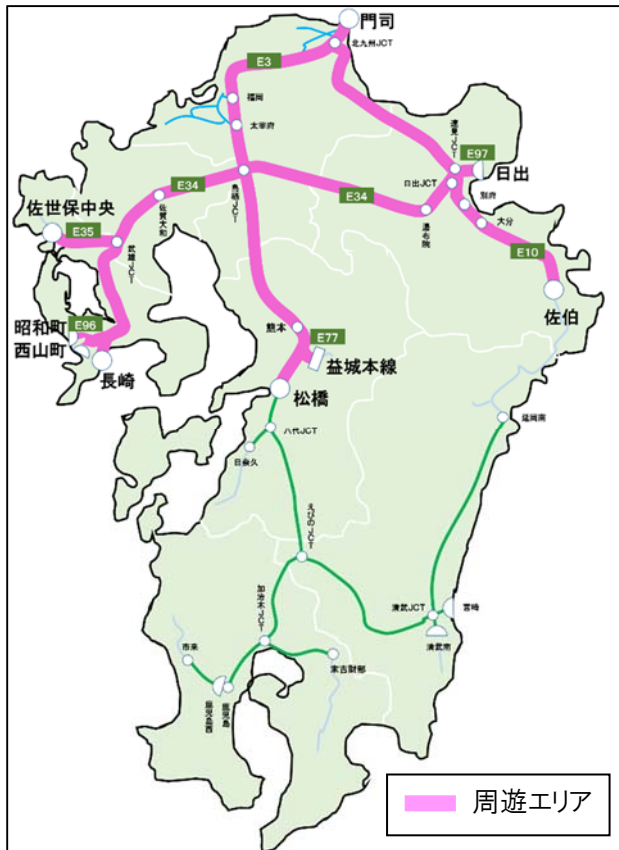 門司
北九州JCT
E3
福岡
太宰府
速見JCT
E97
日出
日出JCT
別府
大分
鳥栖JCT
E34
E34
佐賀大和
湯布院
佐世保中央
E35
武雄JCT
E10
佐伯
昭和町
西山町
E96
長崎
熊本
E77
益城本線
松橋
八代JCT
日奈久
延岡南
えびのJCT
加治木JCT
清武JCT
宮崎
清武南
市来
末吉財部
鹿児島西
鹿児島
周遊エリア